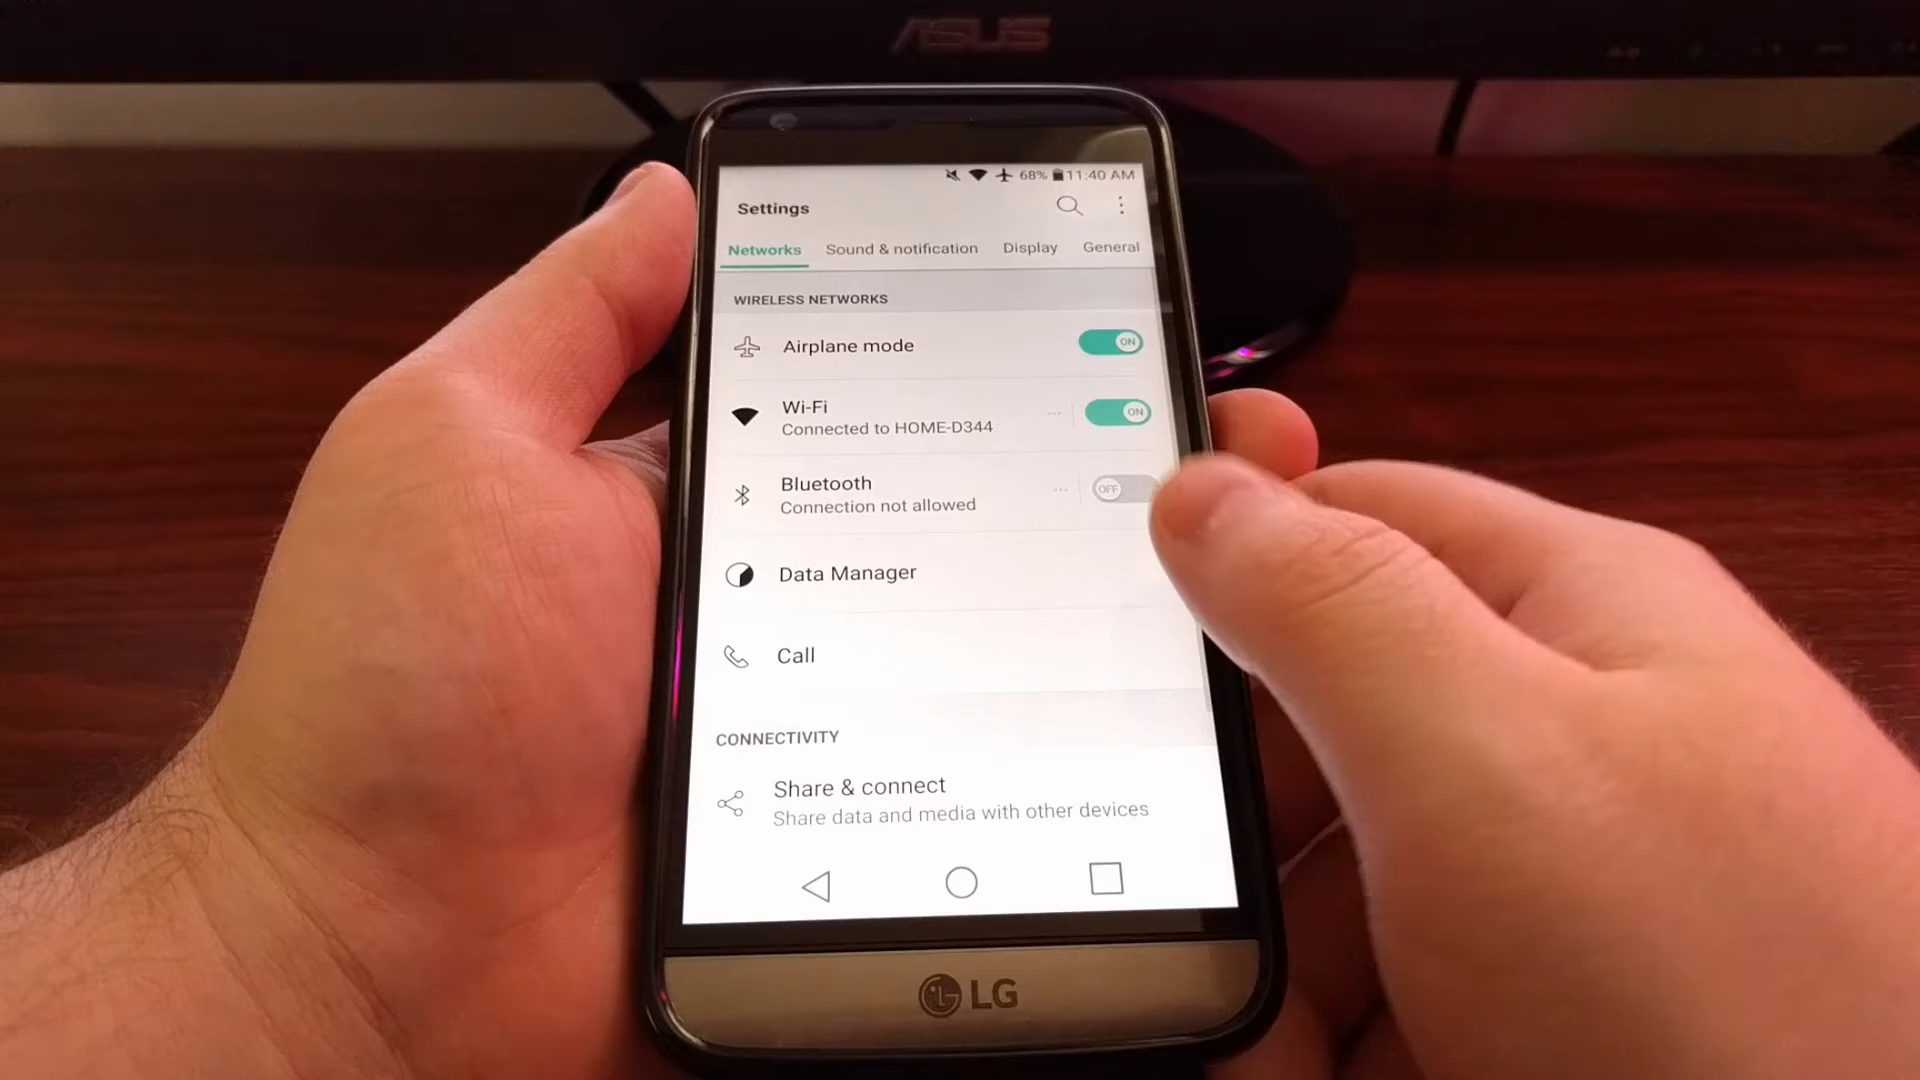 ASUS
68% 11:40 AM
Settings
Networks Sound & notification Display General
WIRELESS NETWORKS
Airplane mode ON
Wi-Fi
Connected to HOME-D344
ON
Bluetooth
Connection not allowed
OFF
Data Manager
Call
CONNECTIVITY
Share & connect
Share data and media with other devices
LG